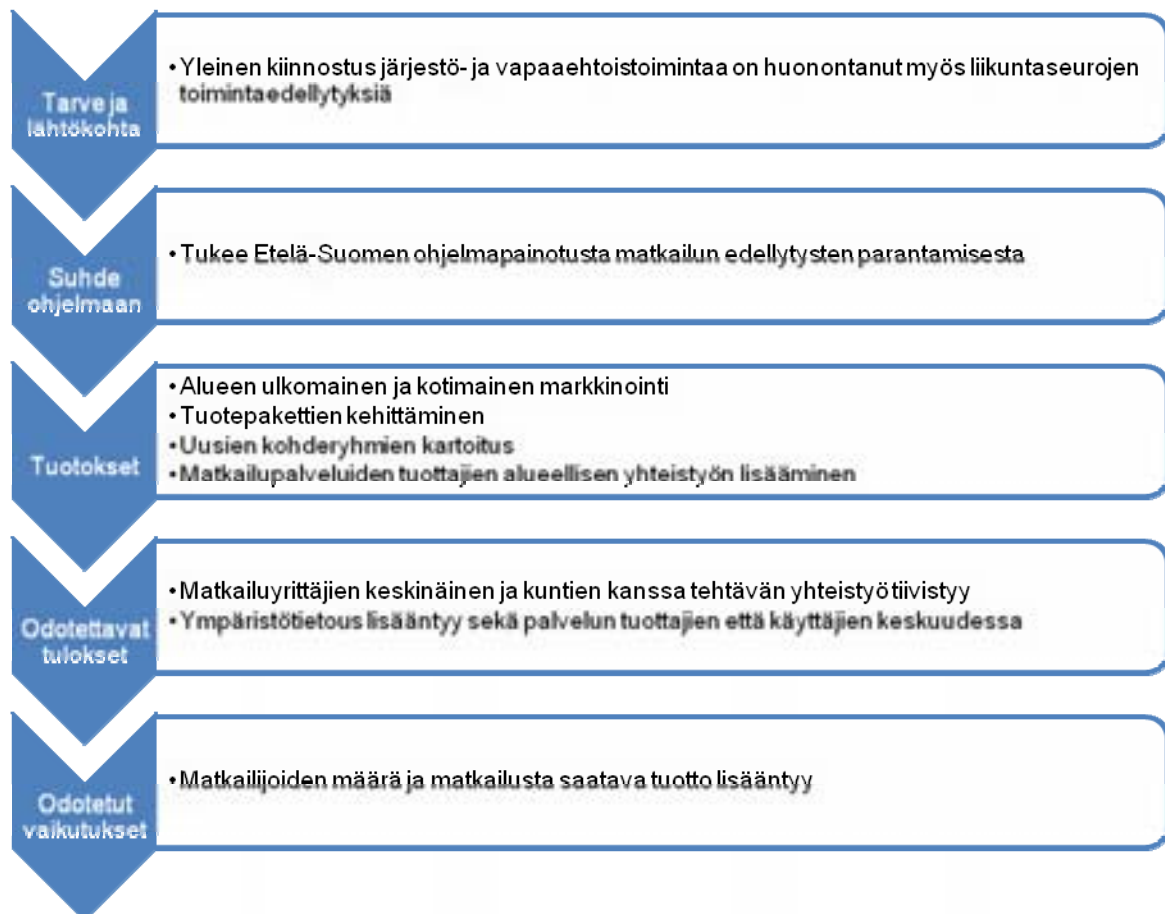 Tarve ja
lähtökohta
• Yleinen kiinnostus järjestö- ja vapaaehtoistoimintaa on huonontanut myös liikuntaseurojen
toimintaedellytyksiä
Suhde
ohjelmaan
• Tukee Etelä-Suomen ohjelmapainotusta matkailun edellytysten parantamisesta
Tuotokset
• Alueen ulkomainen ja kotimainen markkinointi
• Tuotepakettien kehittäminen
• Uusien kohderyhmien kartoitus
• Matkailupalveluiden tuottajien alueellisen yhteistyön lisääminen
Odotettavat
tulokset
• Matkailuyrittäjien keskinäinen ja kuntien kanssa tehtävän yhteistyö tiivistyy
• Ympäristötietous lisääntyy sekä palvelun tuottajien että käyttäjien keskuudessa
Odotetut
vaikutukset
• Matkailijoiden määrä ja matkailusta saatava tuotto lisääntyy